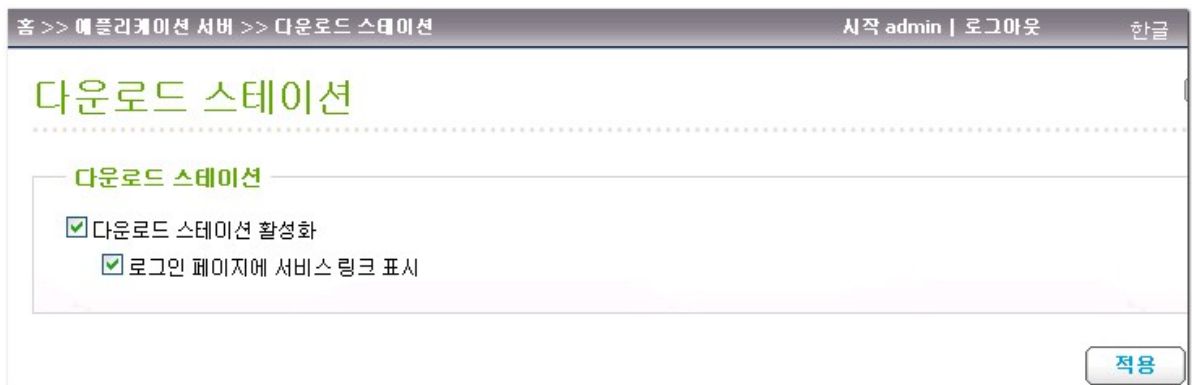 홈 >> 애플리케이션 서버 >> 다운로드 스테이션 시작 admin | 로그아웃 한글
다운로드 스테이션
다운로드 스테이션
다운로드 스테이션 활성화
로그인 페이지에 서비스 링크 표시
적용